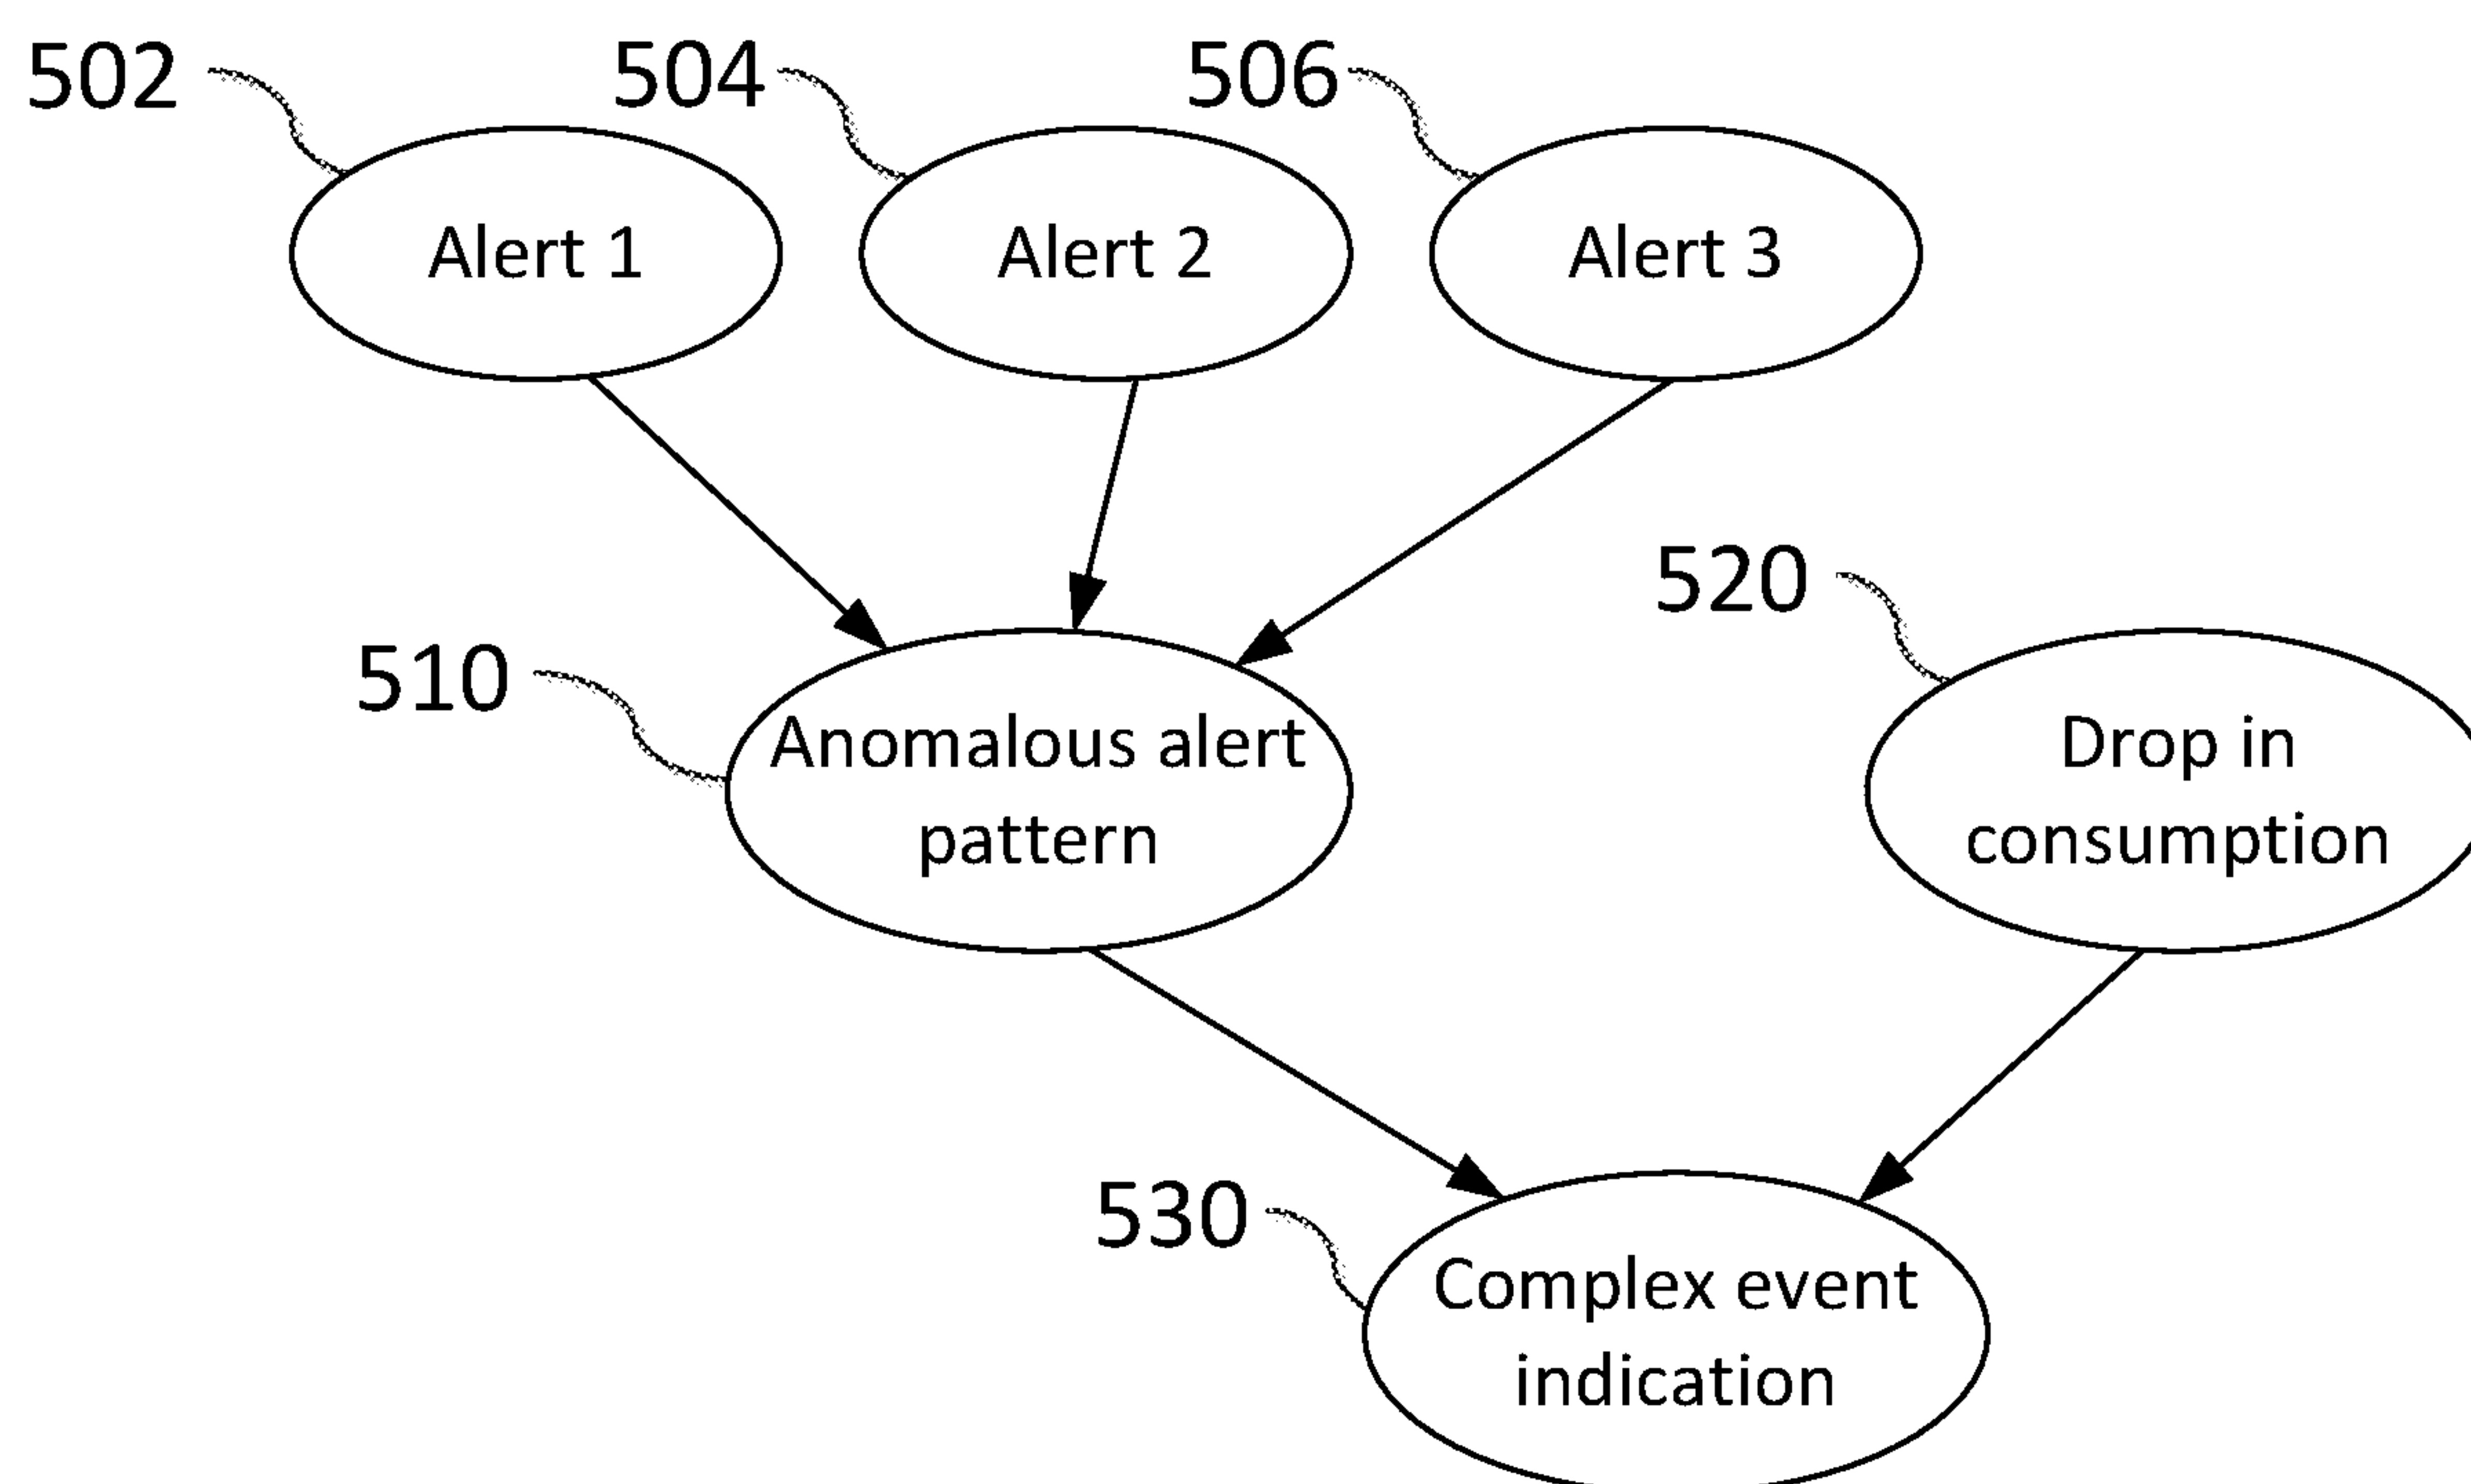 502
504
506
Alert 1
Alert 2
Alert 3
520
510
Anomalous alert
pattern
Drop in
consumption
530
Complex event
indication